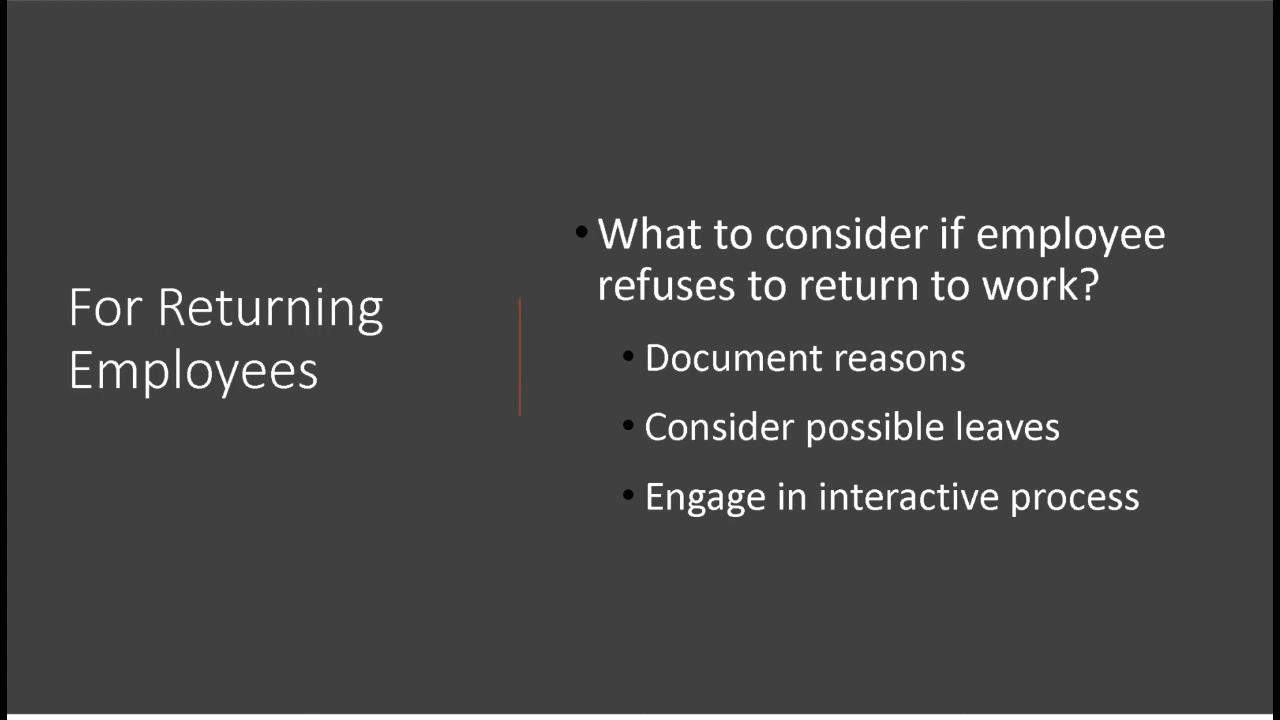 For Returning
Employees
• What to consider if employee
refuses to return to work?
• Document reasons
• Consider possible leaves
• Engage in interactive process